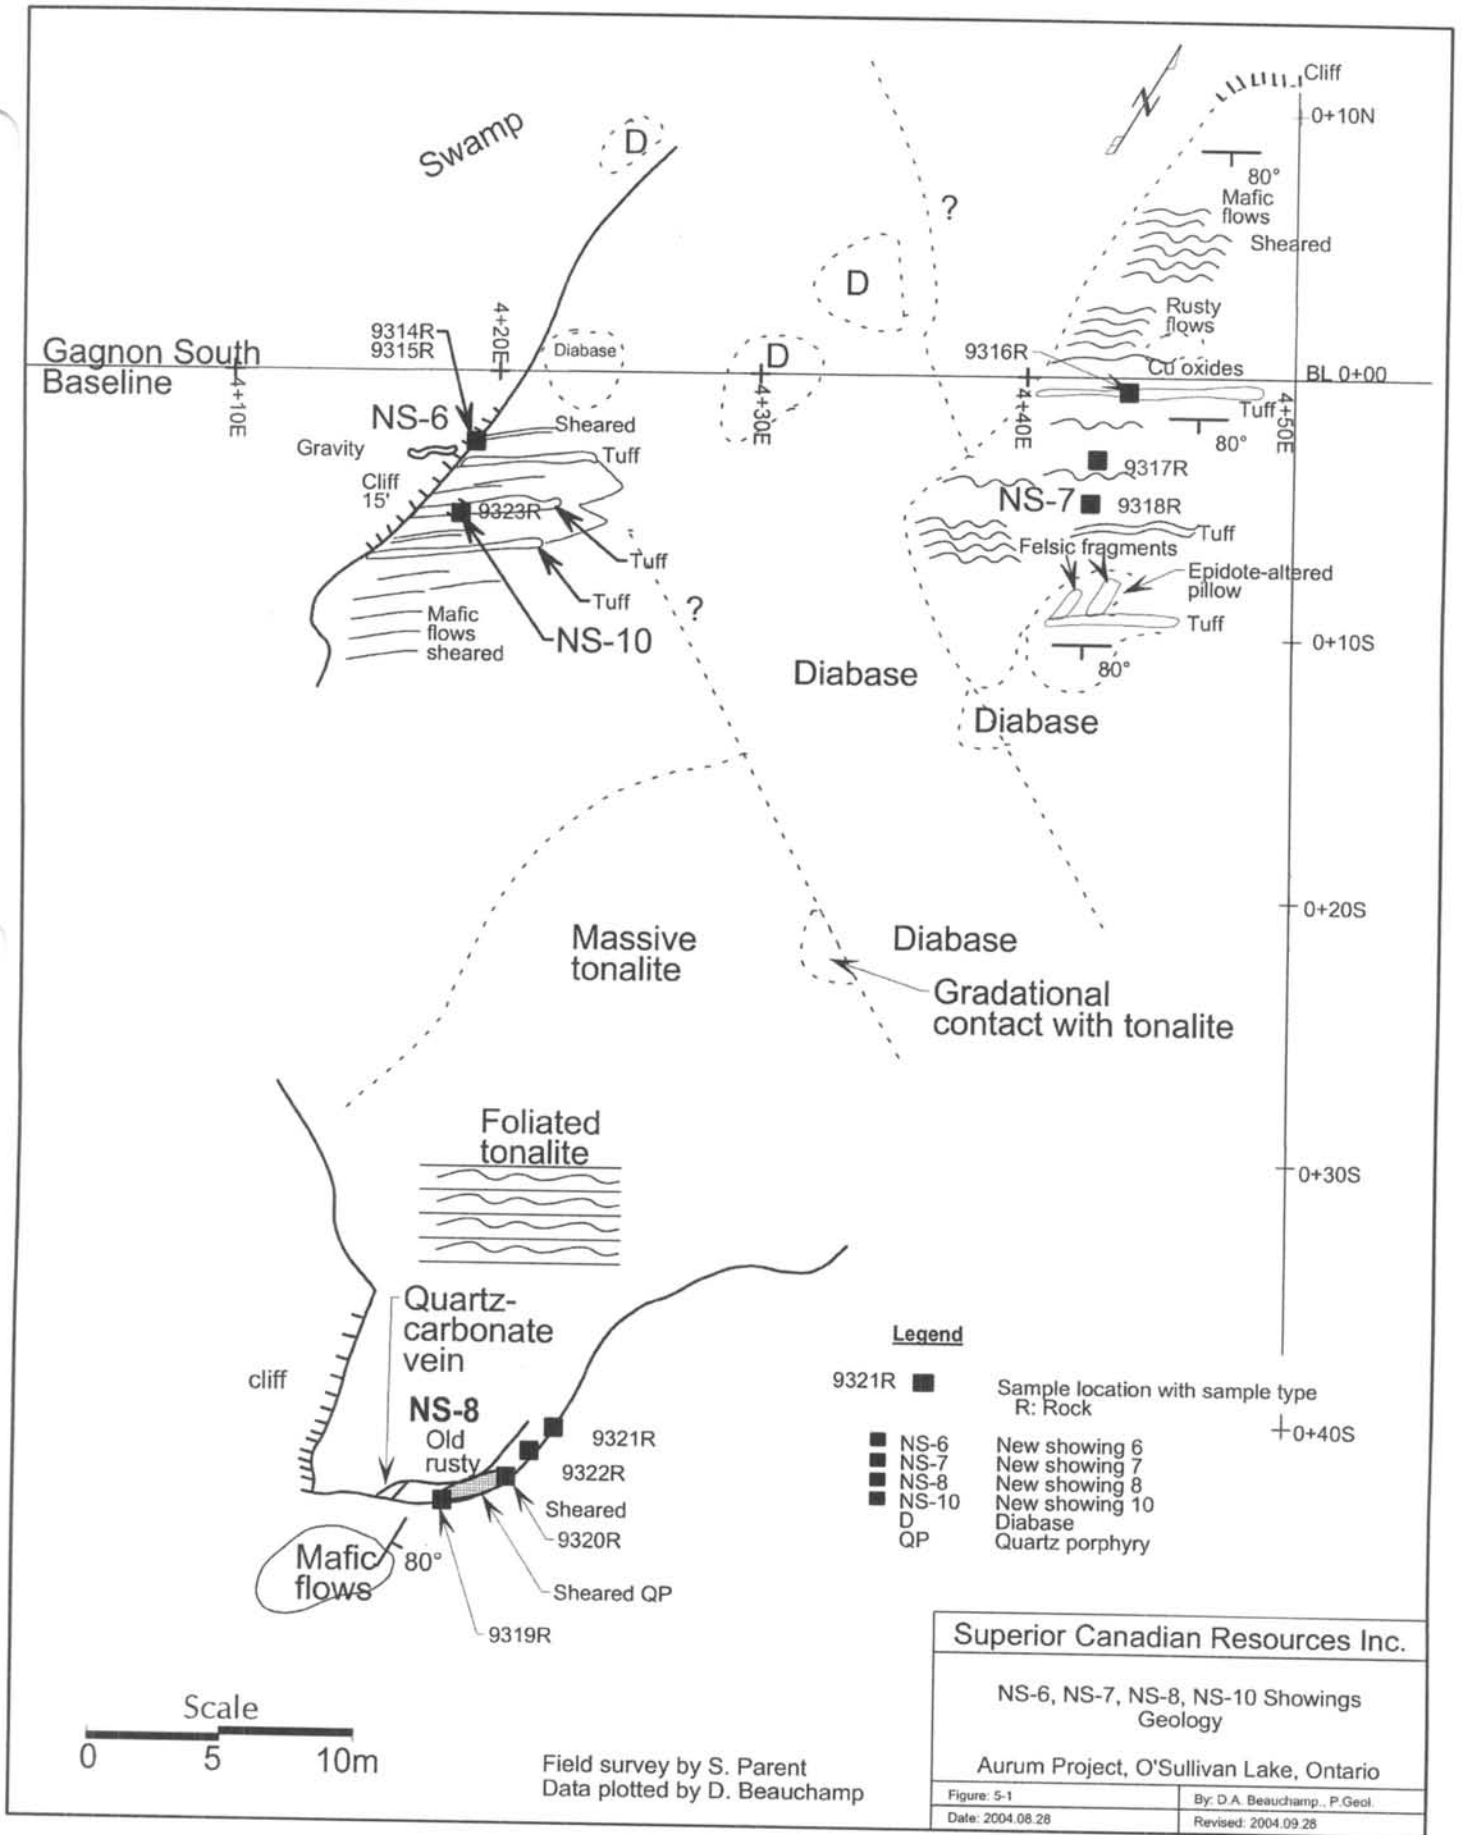 Cliff
0+10N
Swamp
D
N
80°
Mafic
flows
Sheared
?
D
Rusty
flows
9314R
9315R
4+20E
Diabase
D
9316R
Cu oxides
Gagnon South
Baseline
4+10E
4+30E
4+40E
BL 0+00
4+50E
NS-6
Sheared
Tuff
80°
Gravity
Tuff
Cliff
15'
9317R
9323R
NS-7
9318R
Tuff
Felsic fragments
Tuff
Epidote-altered
pillow
Tuff
?
Mafic
flows
sheared
NS-10
Tuff
0+10S
80°
Diabase
Diabase
0+20S
Massive
tonalite
Diabase
Gradational
contact with tonalite
Foliated
tonalite
0+30S
Quartz-
carbonate
vein
cliff
NS-8
Old
rusty
9321R
9322R
Sheared
9320R
Mafic
flows
80°
Sheared QP
9319R
Legend
9321R Sample location with sample type
R: Rock
0+40S
NS-6 New showing 6
NS-7 New showing 7
NS-8 New showing 8
NS-10 New showing 10
D Diabase
QP Quartz porphyry
Superior Canadian Resources Inc.
NS-6, NS-7, NS-8, NS-10 Showings
Geology
Aurum Project, O'Sullivan Lake, Ontario
Figure: 5-1 By: D.A. Beauchamp., P.Geol.
Date: 2004.08.28 Revised: 2004.09.28
Scale
0 5 10m
Field survey by S. Parent
Data plotted by D. Beauchamp